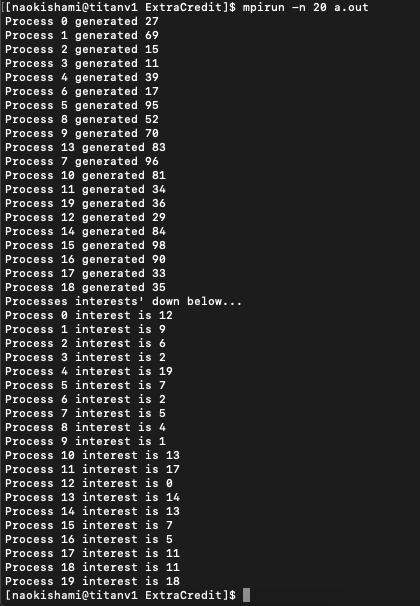 [[naokishami@titanv1 ExtraCredit]$ mpirun -n 20 a.out
Process 0 generated 27
Process 1 generated 69
Process 2 generated 15
Process 3 generated 11
Process 4 generated 39
Process 6 generated 17
Process 5 generated 95
Process 8 generated 52
Process 9 generated 70
Process 13 generated 83
Process 7 generated 96
Process 10 generated 81
Process 11 generated 34
Process 19 generated 36
Process 12 generated 29
Process 14 generated 84
Process 15 generated 98
Process 16 generated 90
Process 17 generated 33
Process 18 generated 35
Processes interests' down below...
Process 0 interest is 12
Process 1 interest is 9
Process 2 interest is 6
Process 3 interest is 2
Process 4 interest is 19
Process 5 interest is 7
Process 6 interest is 2
Process 7 interest is 5
Process 8 interest is 4
Process 9 interest is 1
Process 10 interest is 13
Process 11 interest is 17
Process 12 interest is 0
Process 13 interest is 14
Process 14 interest is 13
Process 15 interest is 7
Process 16 interest is 5
Process 17 interest is 11
Process 18 interest is 11
Process 19 interest is 18
[naokishami@titanv1 ExtraCredit]$